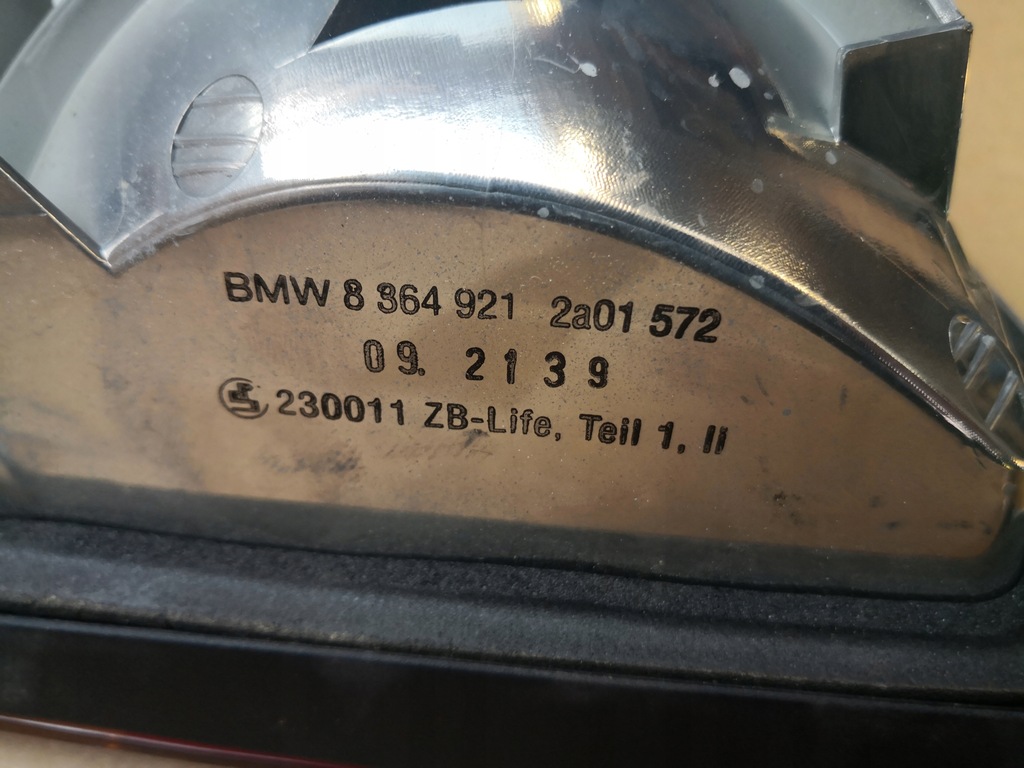 BMW 8 364 921 2a01 572
09. 2139
230011 ZB-Life, Teil 1, II